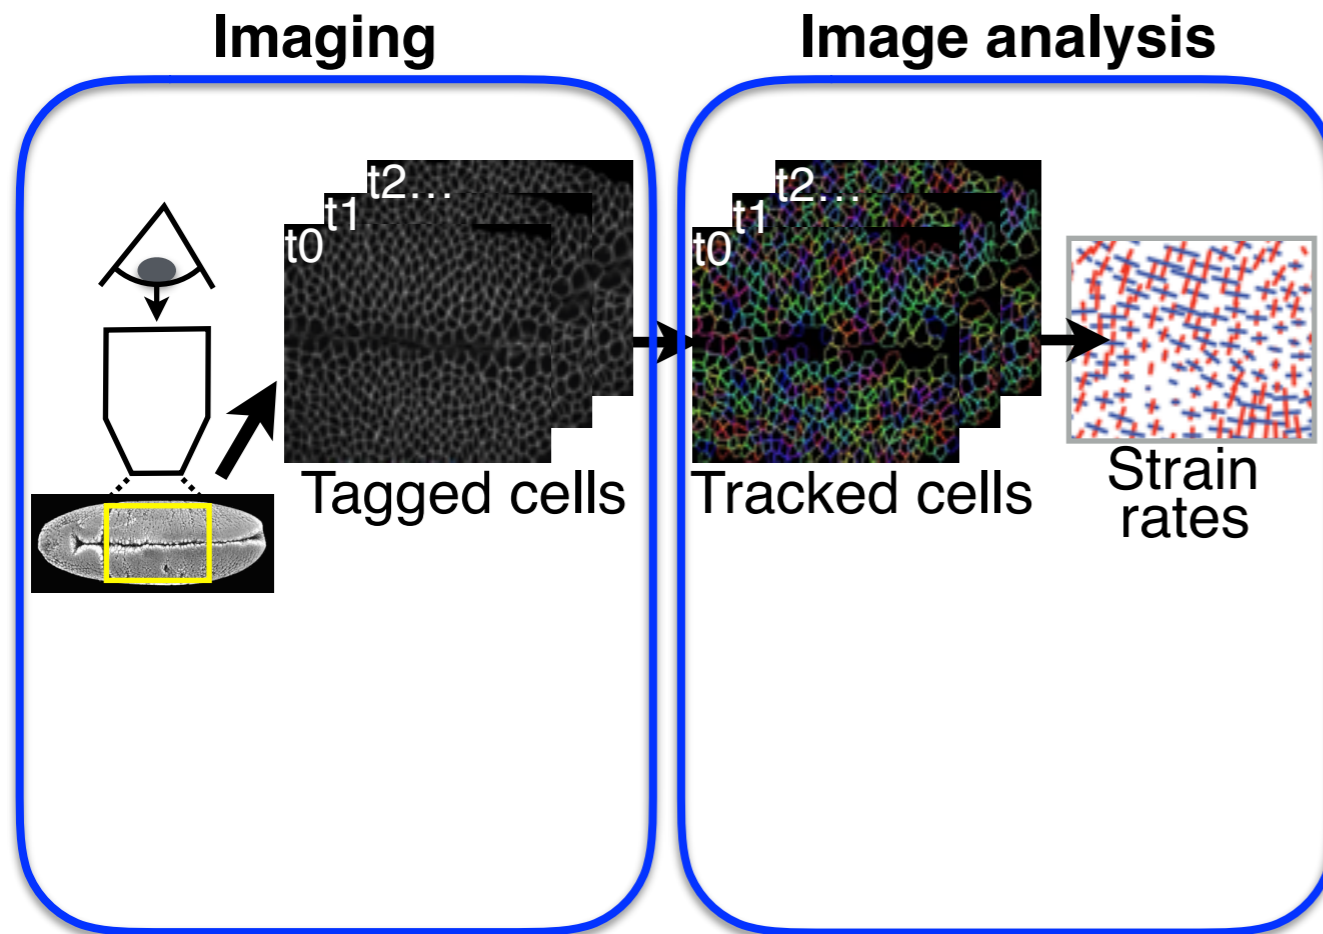 Imaging
Image analysis
t2...
t1
t0
Tagged cells
t2...
t1
t0
Tracked cells
Strain
rates